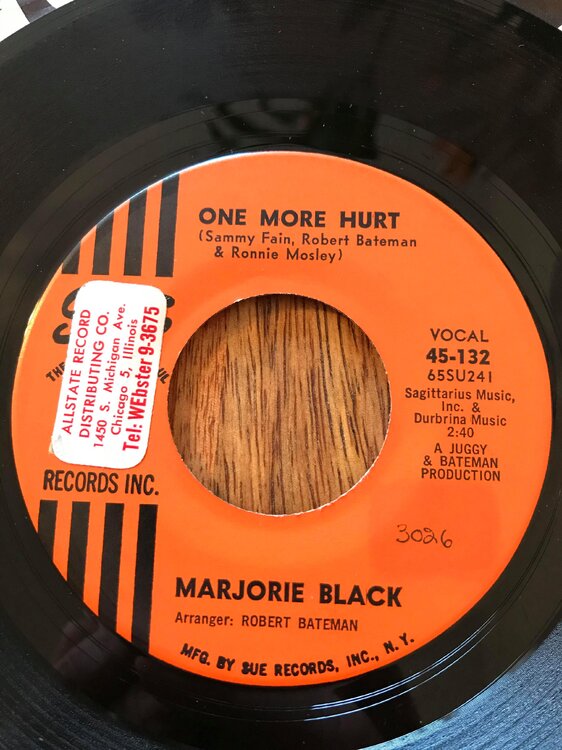 ONE MORE HURT
(Sammy Fain, Robert Bateman
& Ronnie Mosley)
ALLSTATE RECORD
DISTRIBUTING CO.
1450 S. Michigan Ave.
Chicago 5, Illinois
Tel: WEbster 9-3675
RECORDS INC.
VOCAL
45-132
65SU241
Sagittarius Music,
Inc. &
Durbrina Music
2:40
A JUGGY
& BATEMAN
PRODUCTION
3026
MARJORIE BLACK
Arranger: ROBERT BATEMAN
MFG. BY SUE RECORDS, INC., N. Y.